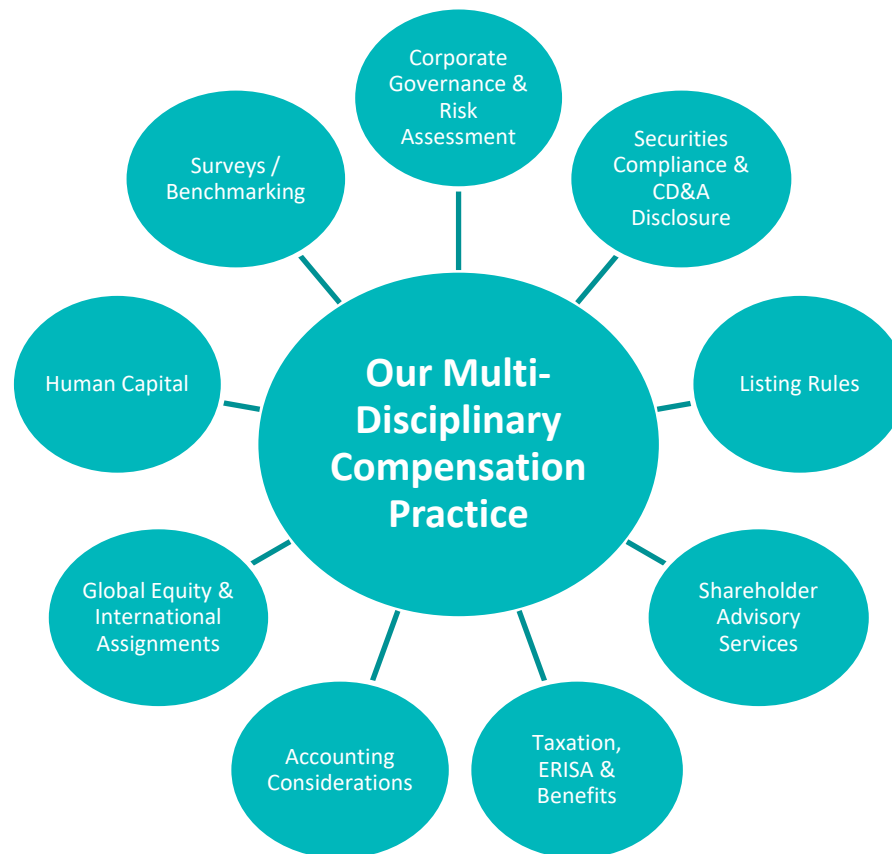 Corporate
Governance &
Risk
Assessment
Securities
Compliance &
CD&A
Disclosure
Listing Rules
Shareholder
Advisory
Services
Taxation,
ERISA &
Benefits
Accounting
Considerations
Global Equity &
International
Assignments
Human Capital
Surveys /
Benchmarking
Our Multi-
Disciplinary
Compensation
Practice